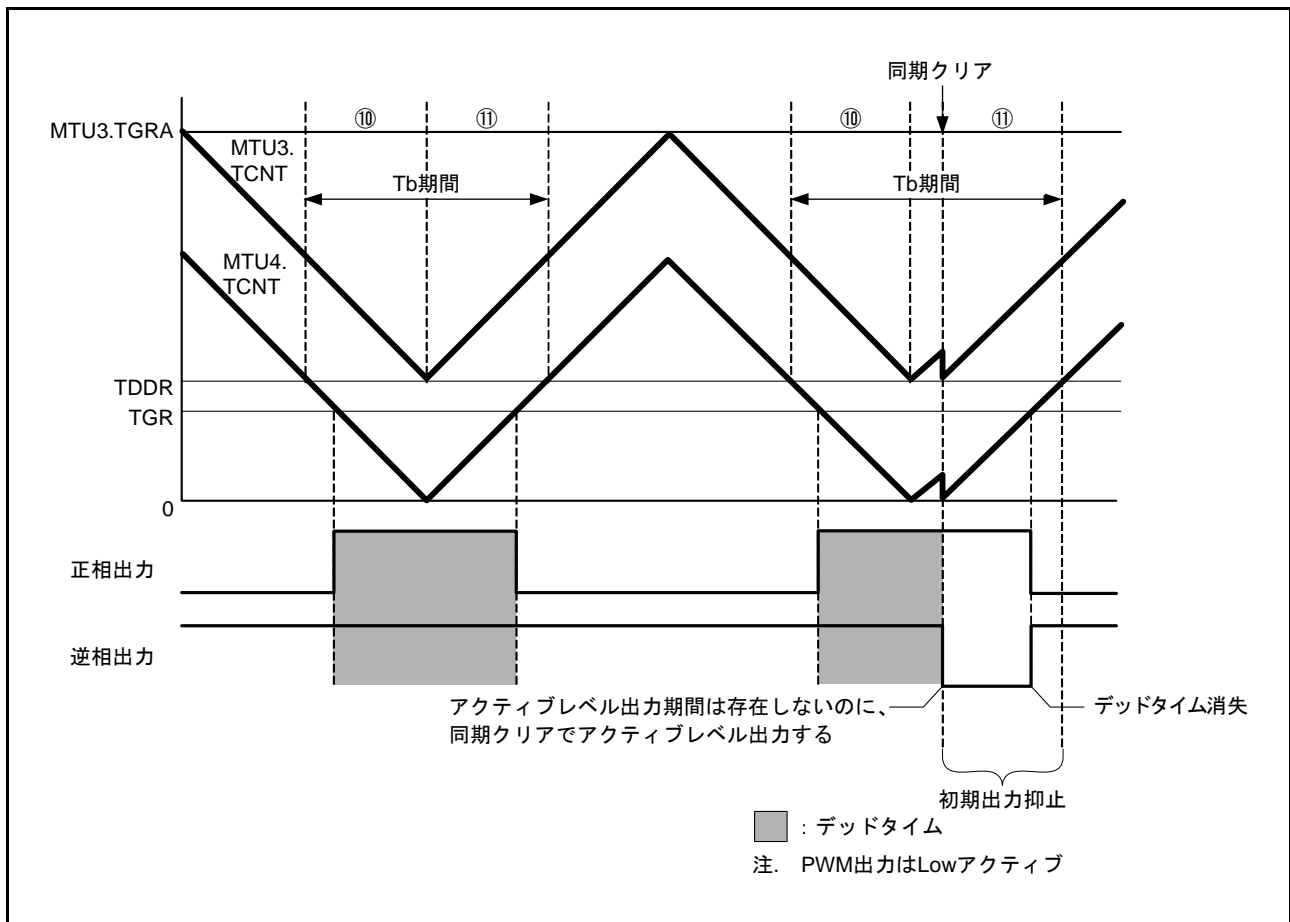 同期クリア
⑩ ⑪ ⑩ ⑪
MTU3.TGRA
MTU3.
TCNT
Tb期間 Tb期間
MTU4.
TCNT
TDDR
TGR
0
正相出力
逆相出力
アクティブレベル出力期間は存在しないのに、
同期クリアでアクティブレベル出力する
デッドタイム消失
初期出力抑止
：デッドタイム
注. PWM出力はLowアクティブ